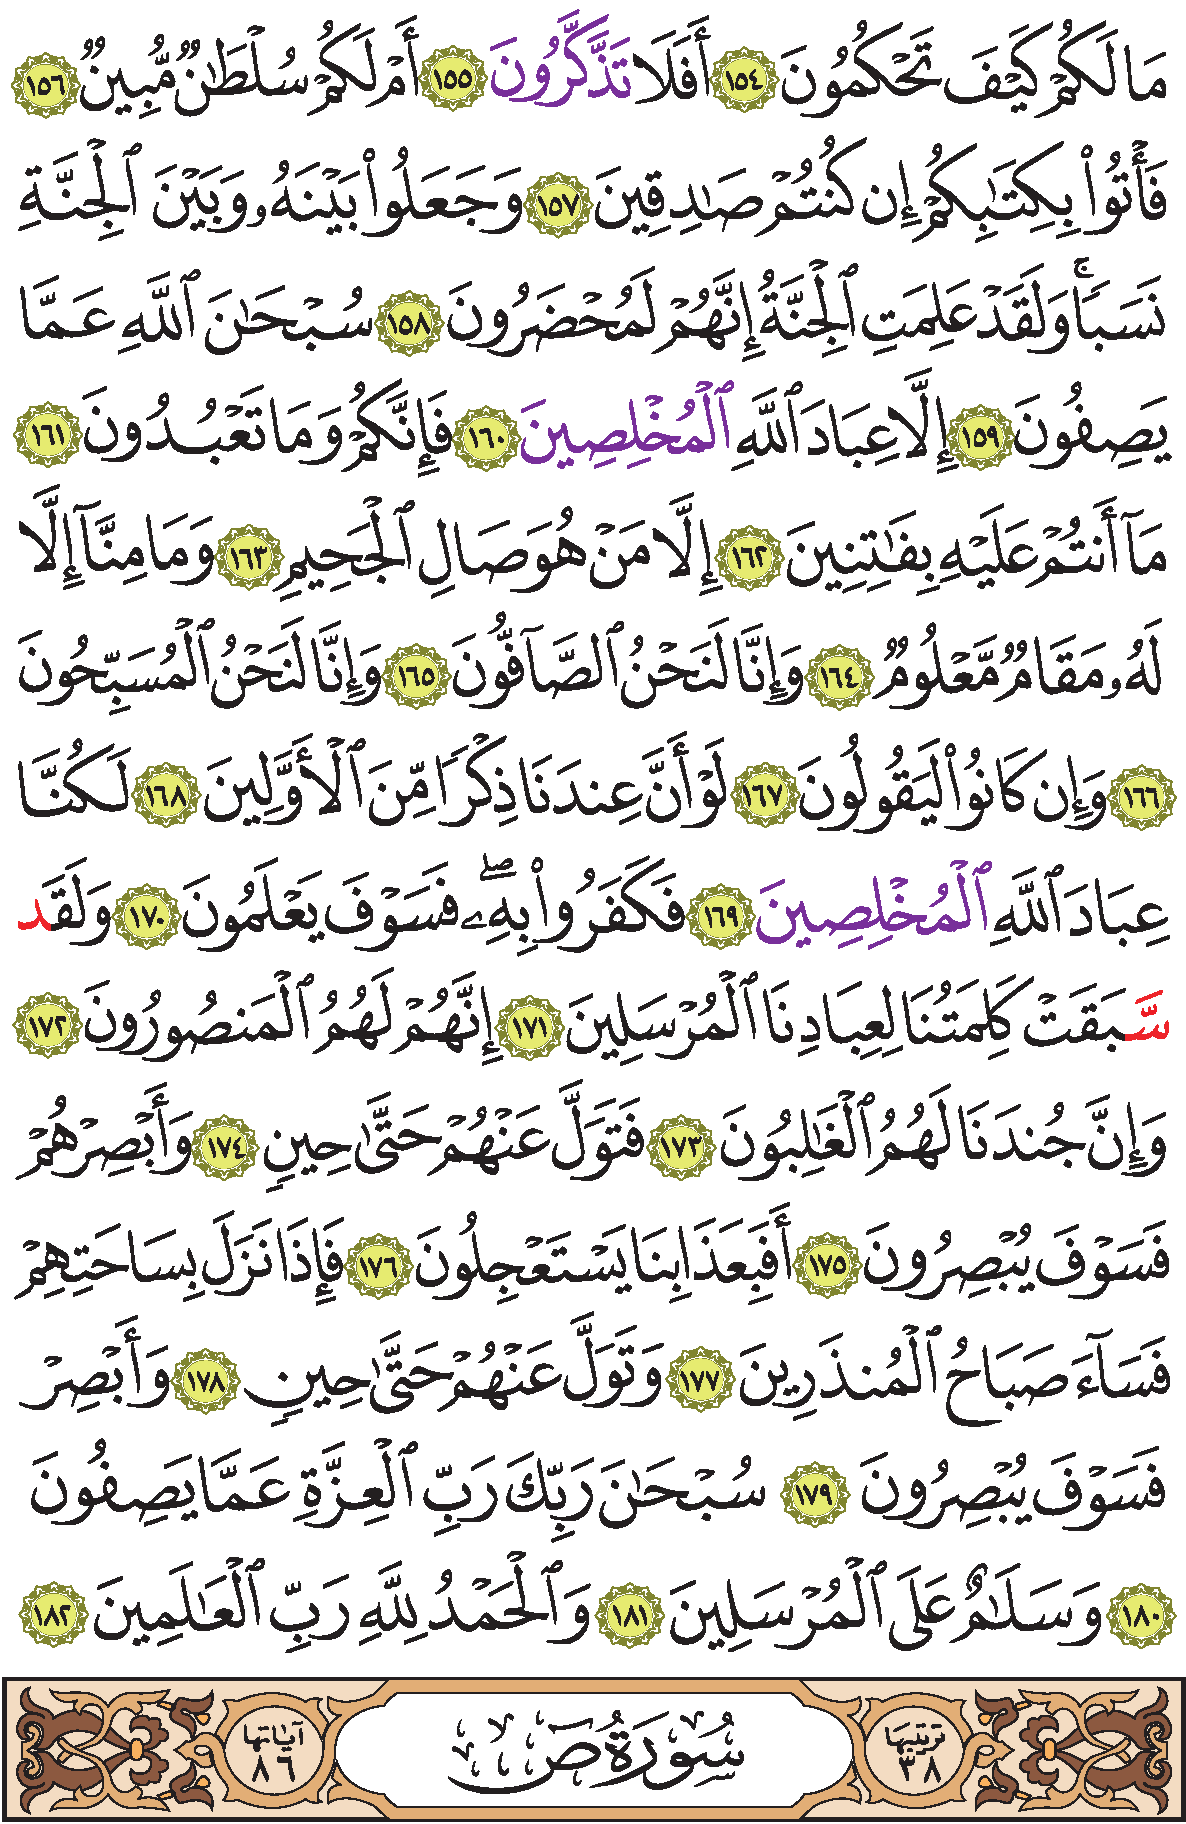 مَا لَكُمْ كَيْفَ تَحْكُمُونَ ١٥٤ أَفَلَا تَذَّكَّرُونَ ١٥٥ أَمْ لَكُمْ سُلْطَٰنٌ مُّبِينٌ ١٥٦
فَأْتُوا۟ بِكِتَٰبِكُمْ إِن كُنتُمْ صَٰدِقِينَ ١٥٧ وَجَعَلُوا۟ بَيْنَهُۥ وَبَيْنَ ٱلْجِنَّةِ
نَسَبًا ۚ وَلَقَدْ عَلِمَتِ ٱلْجِنَّةُ إِنَّهُمْ لَمُحْضَرُونَ ١٥٨ سُبْحَٰنَ ٱللَّهِ عَمَّا
يَصِفُونَ ١٥٩ إِلَّا عِبَادَ ٱللَّهِ ٱلْمُخْلِصِينَ ١٦٠ فَإِنَّكُمْ وَمَا تَعْبُدُونَ ١٦١
مَآ أَنتُمْ عَلَيْهِ بِفَٰتِنِينَ ١٦٢ إِلَّا مَنْ هُوَ صَالِ ٱلْجَحِيمِ ١٦٣ وَمَا مِنَّآ إِلَّا
لَهُۥ مَقَامٌ مَّعْلُومٌ ١٦٤ وَإِنَّا لَنَحْنُ ٱلصَّآفُّونَ ١٦٥ وَإِنَّا لَنَحْنُ ٱلْمُسَبِّحُونَ
١٦٦ وَإِن كَانُوا۟ لَيَقُولُونَ ١٦٧ لَوْ أَنَّ عِندَنَا ذِكْرًا مِّنَ ٱلْأَوَّلِينَ ١٦٨ لَكُنَّا
عِبَادَ ٱللَّهِ ٱلْمُخْلِصِينَ ١٦٩ فَكَفَرُوا۟ بِهِۦ ۖ فَسَوْفَ يَعْلَمُونَ ١٧٠ وَلَقَد
سَّبَقَتْ كَلِمَتُنَا لِعِبَادِنَا ٱلْمُرْسَلِينَ ١٧١ إِنَّهُمْ لَهُمُ ٱلْمَنصُورُونَ ١٧٢
وَإِنَّ جُندَنَا لَهُمُ ٱلْغَٰلِبُونَ ١٧٣ فَتَوَلَّ عَنْهُمْ حَتَّىٰ حِينٍ ١٧٤ وَأَبْصِرْهُمْ
فَسَوْفَ يُبْصِرُونَ ١٧٥ أَفَبِعَذَابِنَا يَسْتَعْجِلُونَ ١٧٦ فَإِذَا نَزَلَ بِسَاحَتِهِمْ
فَسَآءَ صَبَاحُ ٱلْمُنذَرِينَ ١٧٧ وَتَوَلَّ عَنْهُمْ حَتَّىٰ حِينٍ ١٧٨ وَأَبْصِرْ
فَسَوْفَ يُبْصِرُونَ ١٧٩ سُبْحَٰنَ رَبِّكَ رَبِّ ٱلْعِزَّةِ عَمَّا يَصِفُونَ
١٨٠ وَسَلَٰمٌ عَلَى ٱلْمُرْسَلِينَ ١٨١ وَٱلْحَمْدُ لِلَّهِ رَبِّ ٱلْعَٰلَمِينَ ١٨٢
ترتيبها ٣٨ سُورَةُ صٓ آياتها ٨٦